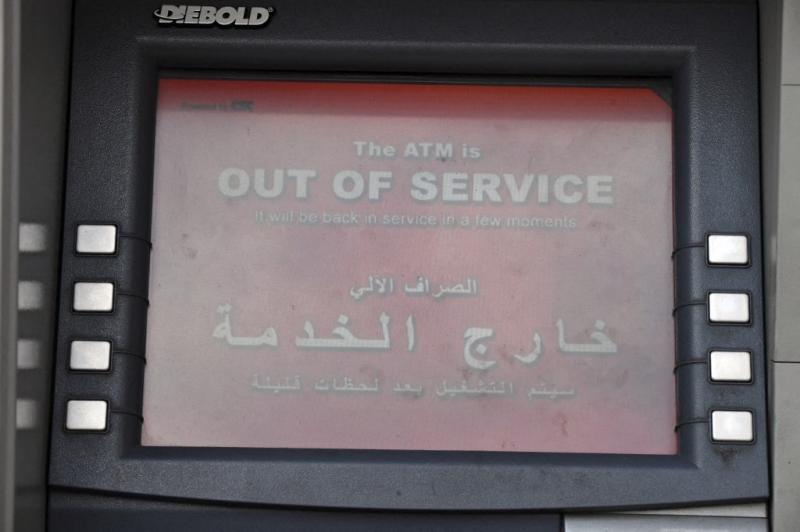 DIEBOLD
Powered by CSC
The ATM is
OUT OF SERVICE
It will be back in service in a few moments
الصراف الآلي
خارج الخدمة
سيتم التشغيل بعد لحظات قليلة